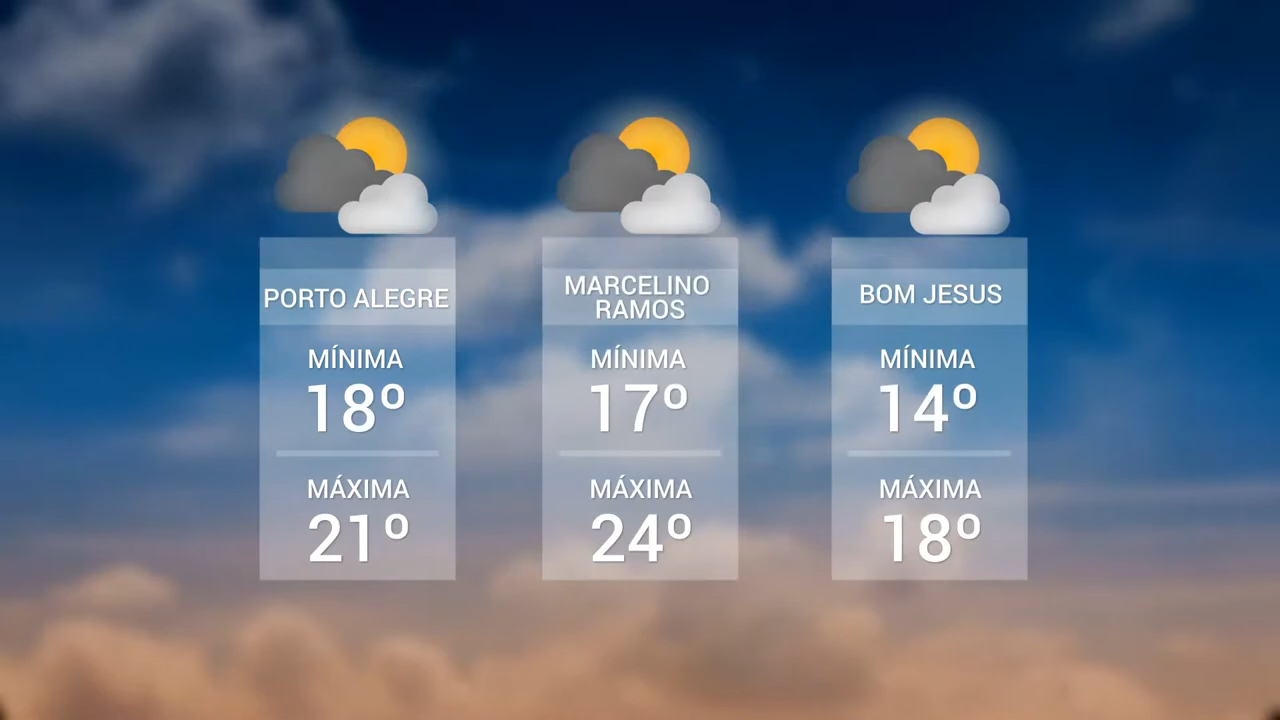 PORTO ALEGRE
MÍNIMA
18º
MÁXIMA
21º
MARCELINO
RAMOS
MÍNIMA
17º
MÁXIMA
24º
BOM JESUS
MÍNIMA
14º
MÁXIMA
18º